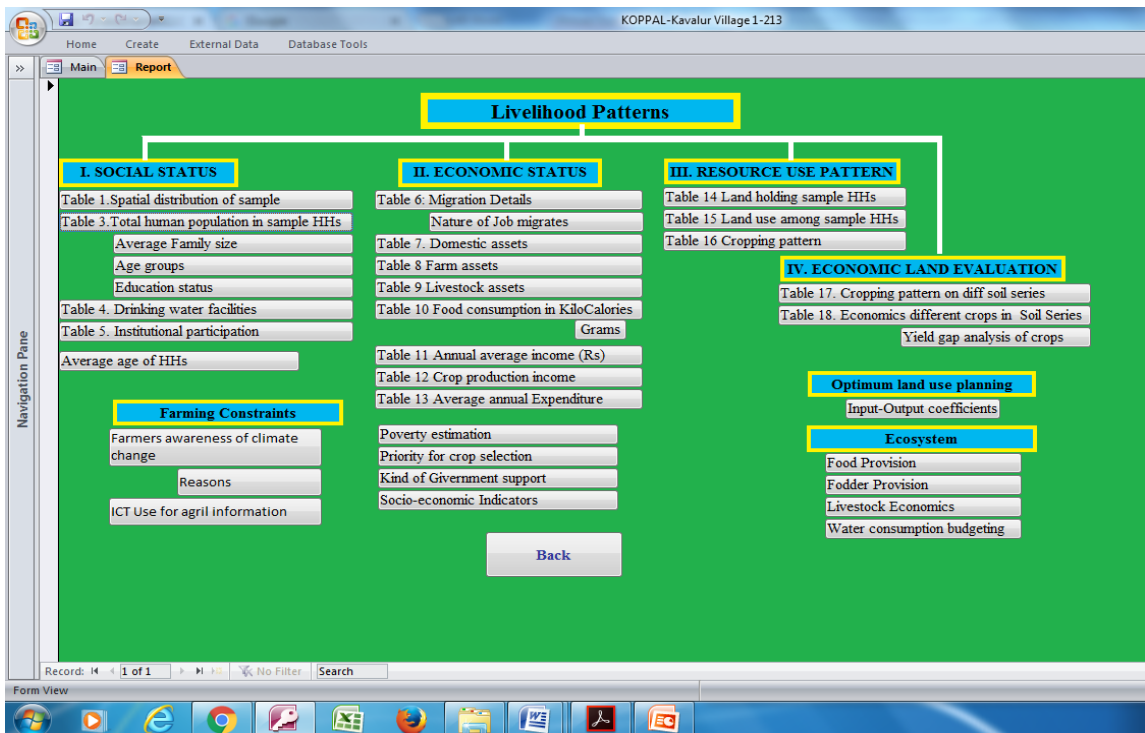 KOPPAL-Kavalur Village 1-213
Home Create External Data Database Tools
Main Report
Livelihood Patterns
I. SOCIAL STATUS
Table 1.Spatial distribution of sample
Table 3.Total human population in sample HHs
Average Family size
Age groups
Education status
Table 4. Drinking water facilities
Table 5. Institutional participation
Average age of HHs
Farming Constraints
Farmers awareness of climate
change
Reasons
ICT Use for agril information
II. ECONOMIC STATUS
Table 6: Migration Details
Nature of Job migrates
Table 7. Domestic assets
Table 8 Farm assets
Table 9 Livestock assets
Table 10 Food consumption in KiloCalories
Grams
Table 11 Annual average income (Rs)
Table 12 Crop production income
Table 13 Average annual Expenditure
Poverty estimation
Priority for crop selection
Kind of Givernment support
Socio-economic Indicators
Back
III. RESOURCE USE PATTERN
Table 14 Land holding sample HHs
Table 15 Land use among sample HHs
Table 16 Cropping pattern
IV. ECONOMIC LAND EVALUATION
Table 17. Cropping pattern on diff soil series
Table 18. Economics different crops in Soil Series
Yield gap analysis of crops
Optimum land use planning
Input-Output coefficients
Ecosystem
Food Provision
Fodder Provision
Livestock Economics
Water consumption budgeting
Navigation Pane
Record: 1 of 1 No Filter Search
Form View